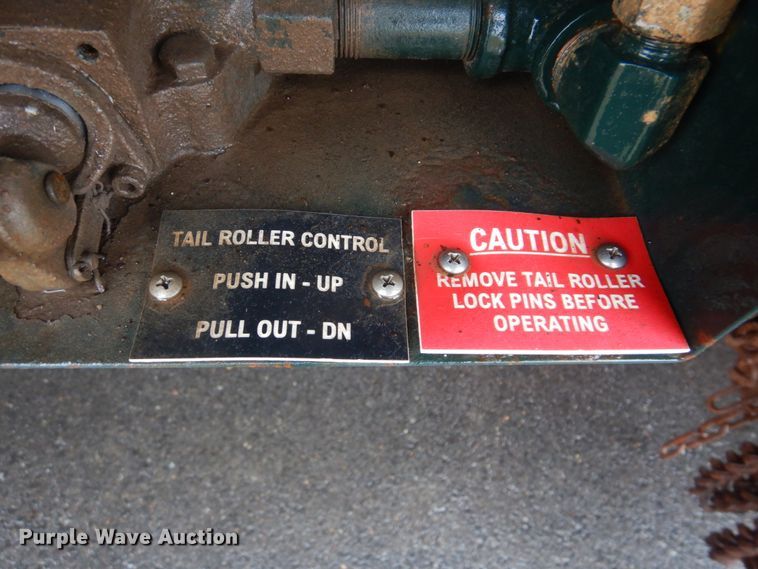 TAIL ROLLER CONTROL
PUSH IN - UP
PULL OUT - DN
CAUTION
REMOVE TAIL ROLLER
LOCK PINS BEFORE
OPERATING
Purple Wave Auction